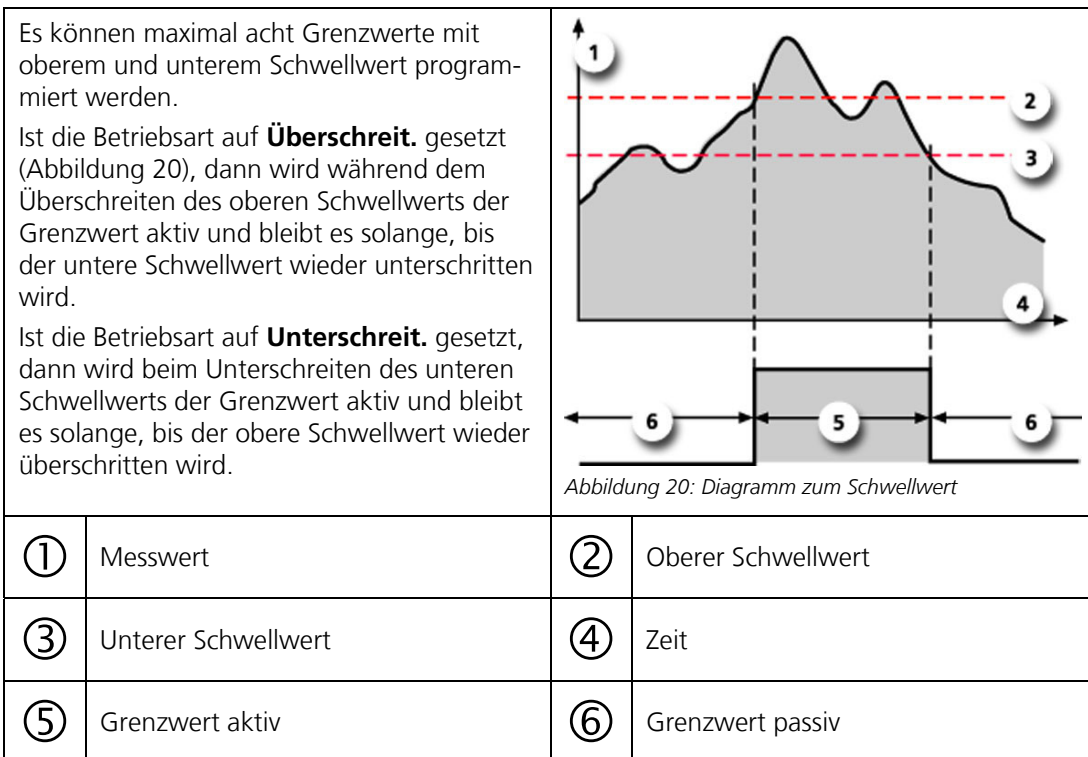 Es können maximal acht Grenzwerte mit
oberem und unterem Schwellwert program-
miert werden.
Ist die Betriebsart auf Überschreit. gesetzt
(Abbildung 20), dann wird während dem
Überschreiten des oberen Schwellwerts der
Grenzwert aktiv und bleibt es solange, bis
der untere Schwellwert wieder unterschritten
wird.
Ist die Betriebsart auf Unterschreit. gesetzt,
dann wird beim Unterschreiten des unteren
Schwellwerts der Grenzwert aktiv und bleibt
es solange, bis der obere Schwellwert wieder
überschritten wird.
1
2
3
4
6
5
6
Abbildung 20: Diagramm zum Schwellwert
① Messwert
② Oberer Schwellwert
③ Unterer Schwellwert
④ Zeit
⑤ Grenzwert aktiv
⑥ Grenzwert passiv